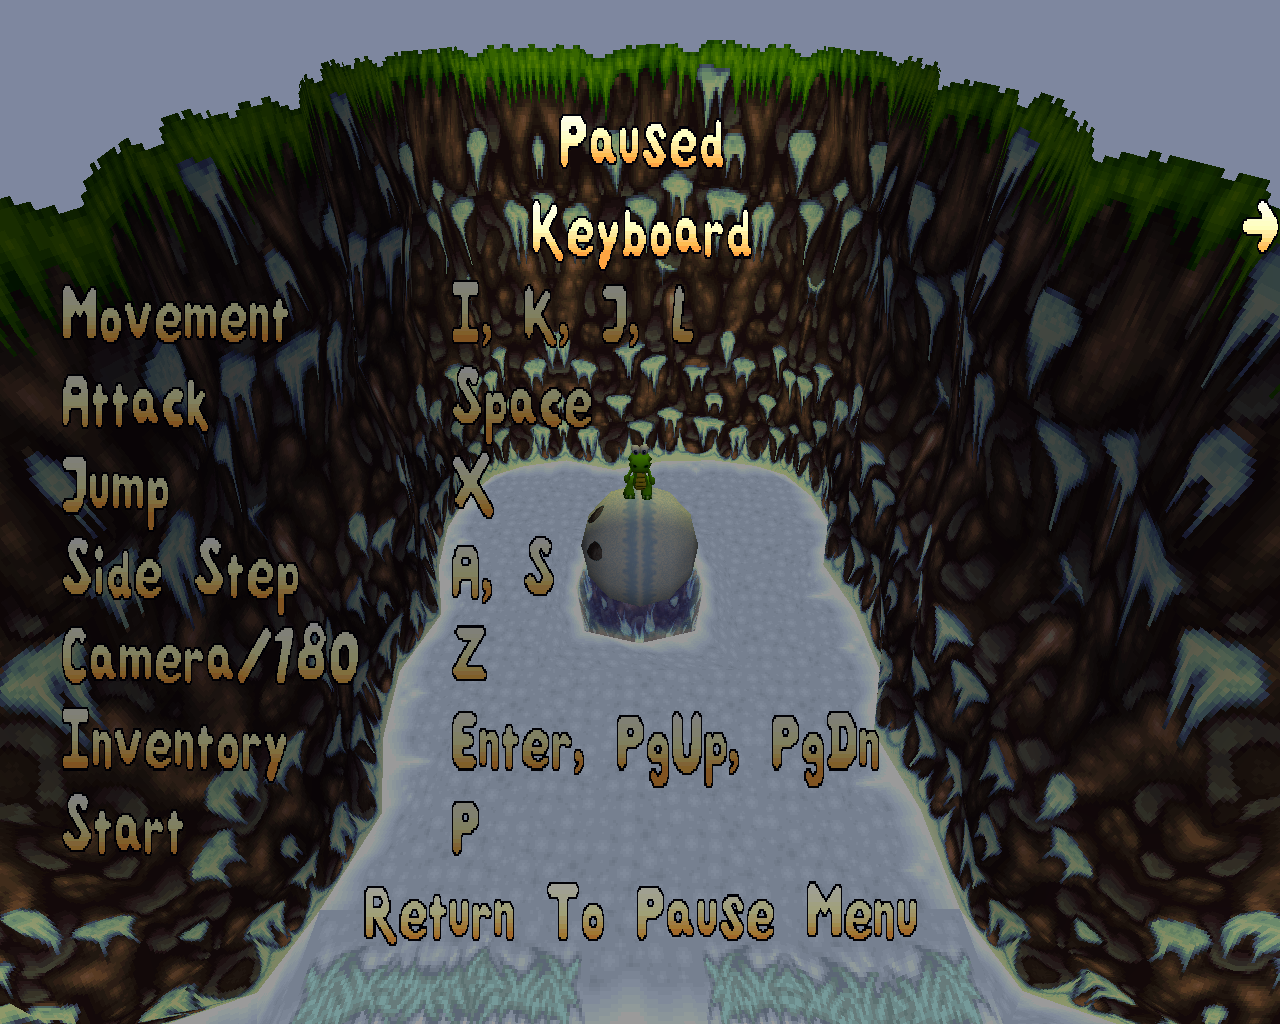 Paused
Keyboard
Movement I, K, J, L
Attack Space
Jump X
Side Step A, S
Camera/180 Z
Inventory Enter, PgUp, PgDn
Start P
Return To Pause Menu